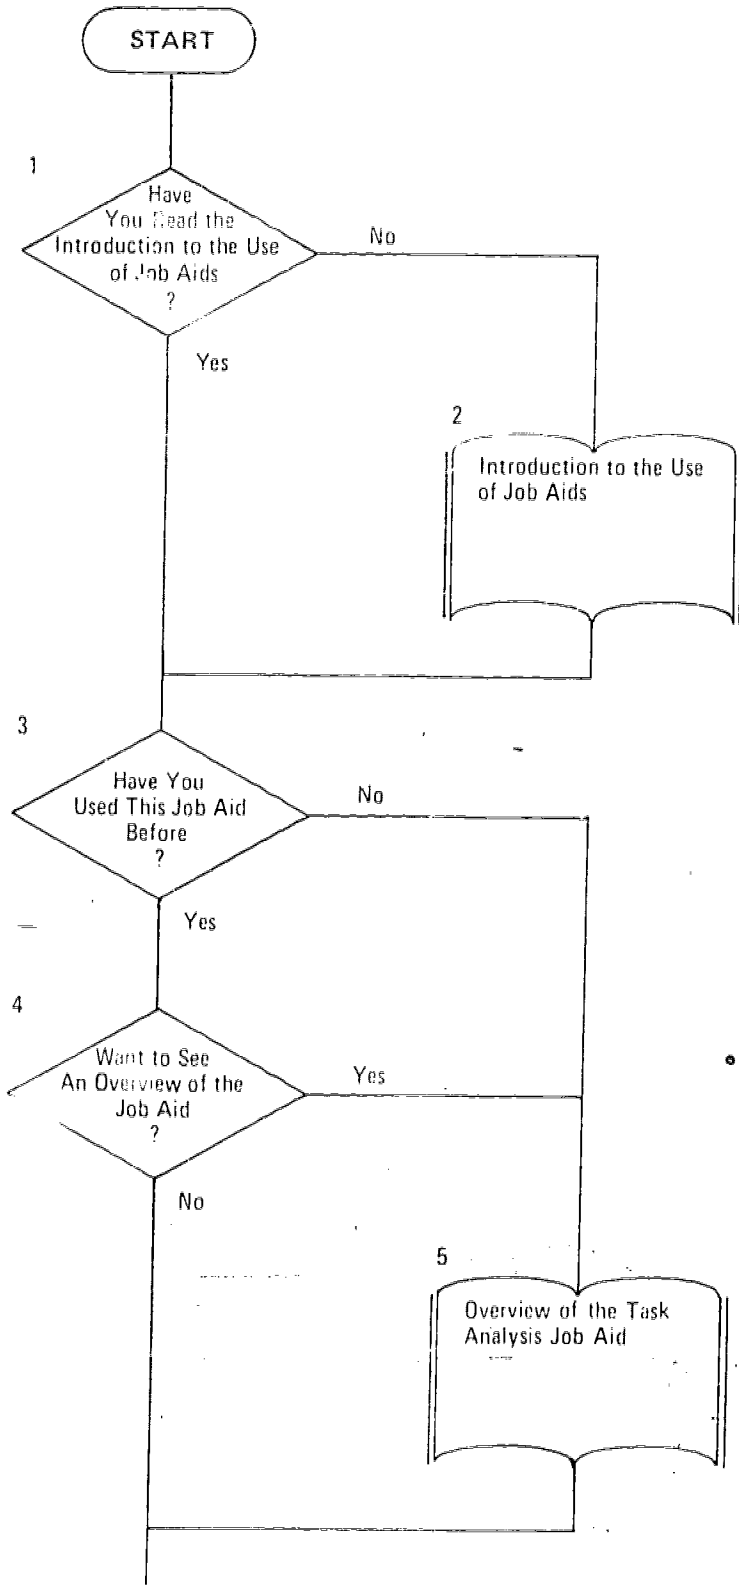 START
1
Have
You Read the
Introduction to the Use
of Job Aids
?
No
Yes
2
Introduction to the Use
of Job Aids
3
Have You
Used This Job Aid
Before
?
No
Yes
4
Want to See
An Overview of the
Job Aid
?
Yes
No
5
Overview of the Task
Analysis Job Aid